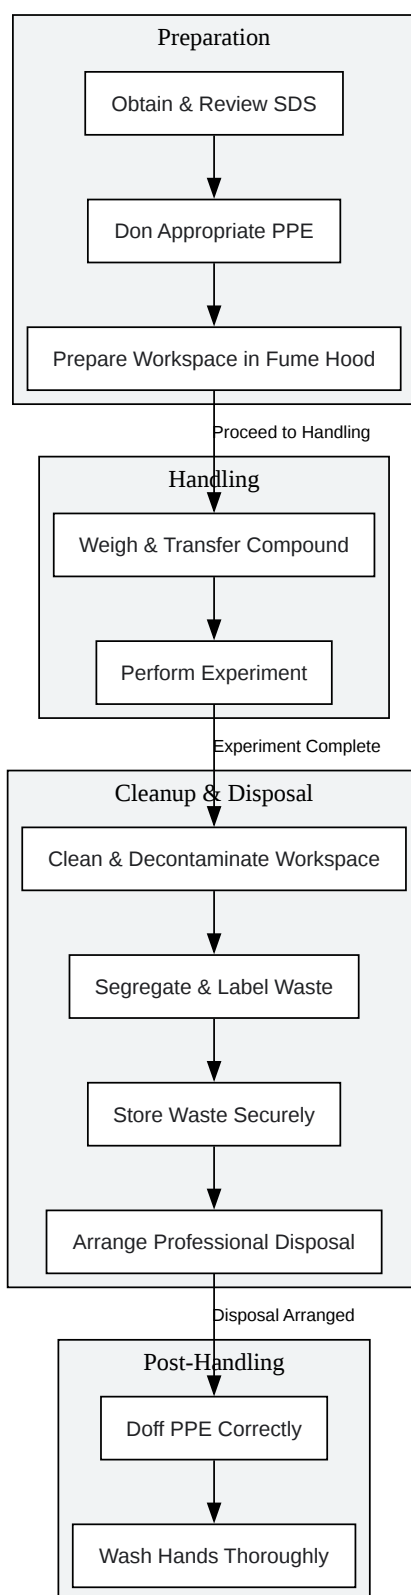 Preparation
Obtain & Review SDS
Don Appropriate PPE
Prepare Workspace in Fume Hood
Proceed to Handling
Handling
Weigh & Transfer Compound
Perform Experiment
Experiment Complete
Cleanup & Disposal
Clean & Decontaminate Workspace
Segregate & Label Waste
Store Waste Securely
Arrange Professional Disposal
Disposal Arranged
Post-Handling
Doff PPE Correctly
Wash Hands Thoroughly